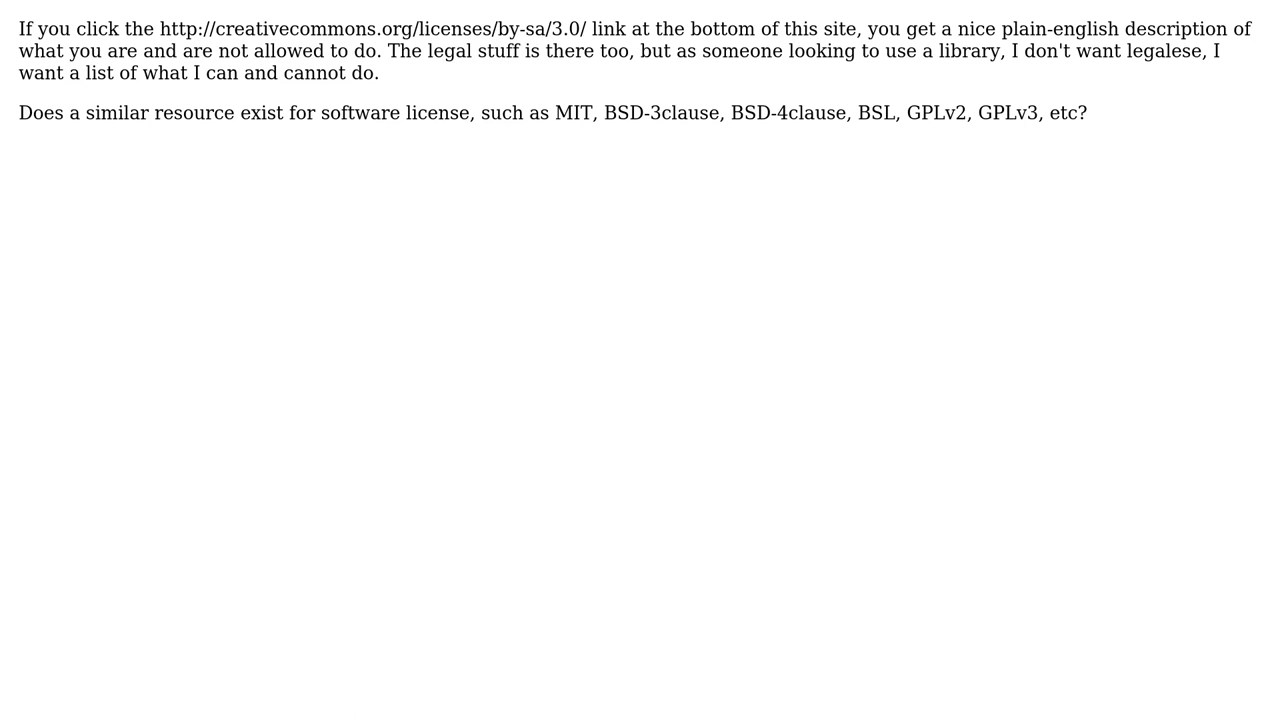 If you click the http://creativecommons.org/licenses/by-sa/3.0/ link at the bottom of this site, you get a nice plain-english description of
what you are and are not allowed to do. The legal stuff is there too, but as someone looking to use a library, I don't want legalese, I
want a list of what I can and cannot do.
Does a similar resource exist for software license, such as MIT, BSD-3clause, BSD-4clause, BSL, GPLv2, GPLv3, etc?